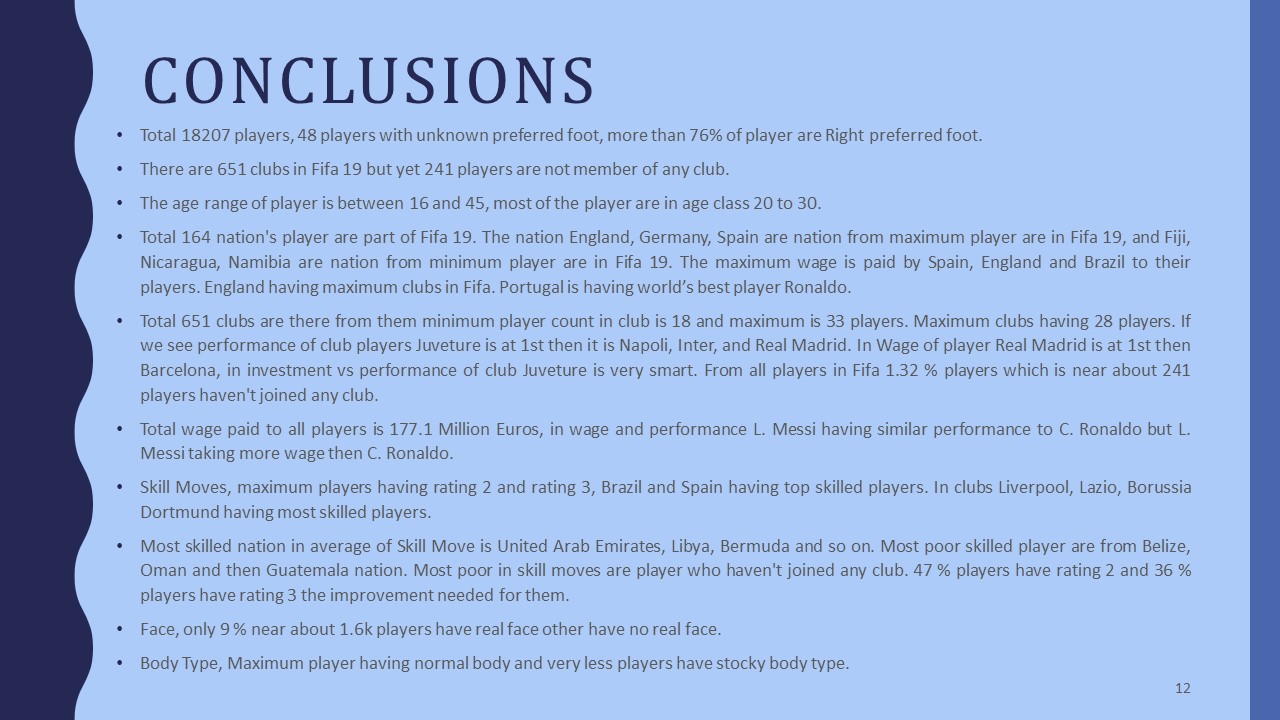 CONCLUSIONS
• Total 18207 players, 48 players with unknown preferred foot, more than 76% of player are Right preferred foot.
• There are 651 clubs in Fifa 19 but yet 241 players are not member of any club.
• The age range of player is between 16 and 45, most of the player are in age class 20 to 30.
• Total 164 nation's player are part of Fifa 19. The nation England, Germany, Spain are nation from maximum player are in Fifa 19, and Fiji,
Nicaragua, Namibia are nation from minimum player are in Fifa 19. The maximum wage is paid by Spain, England and Brazil to their
players. England having maximum clubs in Fifa. Portugal is having world’s best player Ronaldo.
• Total 651 clubs are there from them minimum player count in club is 18 and maximum is 33 players. Maximum clubs having 28 players. If
we see performance of club players Juveture is at 1st then it is Napoli, Inter, and Real Madrid. In Wage of player Real Madrid is at 1st then
Barcelona, in investment vs performance of club Juveture is very smart. From all players in Fifa 1.32 % players which is near about 241
players haven't joined any club.
• Total wage paid to all players is 177.1 Million Euros, in wage and performance L. Messi having similar performance to C. Ronaldo but L.
Messi taking more wage then C. Ronaldo.
• Skill Moves, maximum players having rating 2 and rating 3, Brazil and Spain having top skilled players. In clubs Liverpool, Lazio, Borussia
Dortmund having most skilled players.
• Most skilled nation in average of Skill Move is United Arab Emirates, Libya, Bermuda and so on. Most poor skilled player are from Belize,
Oman and then Guatemala nation. Most poor in skill moves are player who haven't joined any club. 47 % players have rating 2 and 36 %
players have rating 3 the improvement needed for them.
• Face, only 9 % near about 1.6k players have real face other have no real face.
• Body Type, Maximum player having normal body and very less players have stocky body type.
12